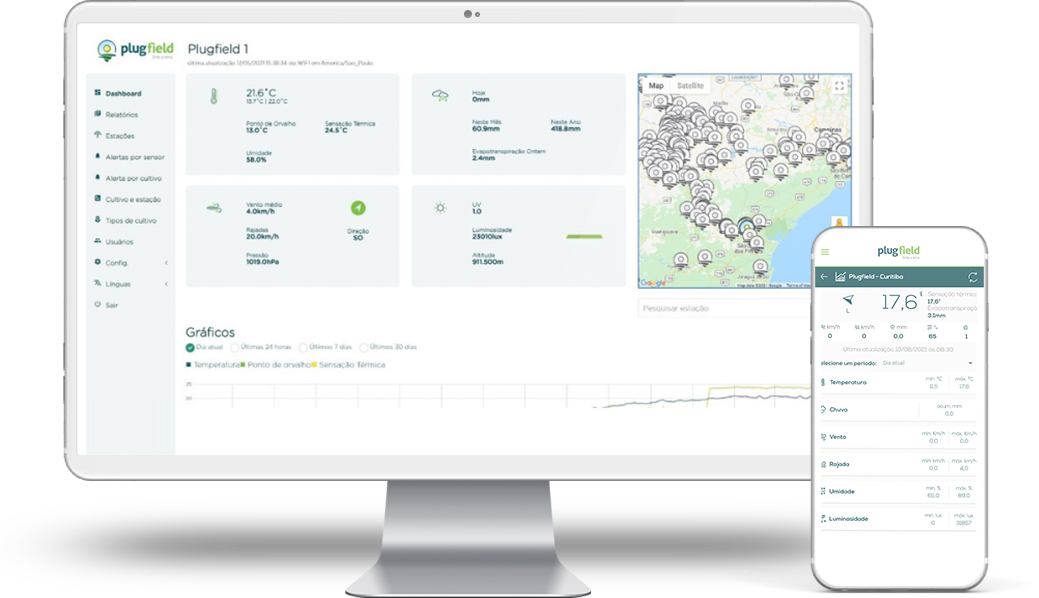 plugfield
Plugfield 1
última atualização 12/05/2021 15:38:34 via WIFI em America/Sao_Paulo
Dashboard
Relatórios
Estações
Alertas por sensor
Alerta por cultivo
Cultivo e estação
Tipos de cultivo
Usuários
Config.
Línguas
Sair
21.6°C
13.7°C | 22.0°C
Ponto de Orvalho
13.0°C
Sensação Térmica
24.5°C
Umidade
58.0%
Hoje
0mm
Neste Mês
60.9mm
Neste Ano
418.8mm
Evapotranspiração Ontem
2.4mm
Vento médio
4.0km/h
Rajadas
20.0km/h
Pressão
1019.0hPa
Direção
SO
UV
1.0
Luminosidade
23010lux
Altitude
911.500m
Map Satellite
Campinas
Google
Pesquisar estação
Gráficos
Dia atual Últimas 24 horas Últimos 7 dias Últimos 30 dias
Temperatura Ponto de orvalho Sensação Térmica
25
20
plugfield
Plugfield - Curitiba
L
17,6
Sensação térmic
17,6°
Evapotranspiraçã
3,1mm
km/h km/h mm %
0 0 0,0 65 1
Última atualização 10/08/2021 às 08:30
elecione um período: Dia atual
Temperatura
min. °C máx. °C
8,5 17,6
Chuva
acum. mm
0,0
Vento
min. Km/h máx. Km/h
0,0 0,0
Rajada
min. km/h máx. km/h
0,0 4,0
Umidade
min. % máx. %
65,0 89,0
Luminosidade
min. lux máx. lux
0 31857